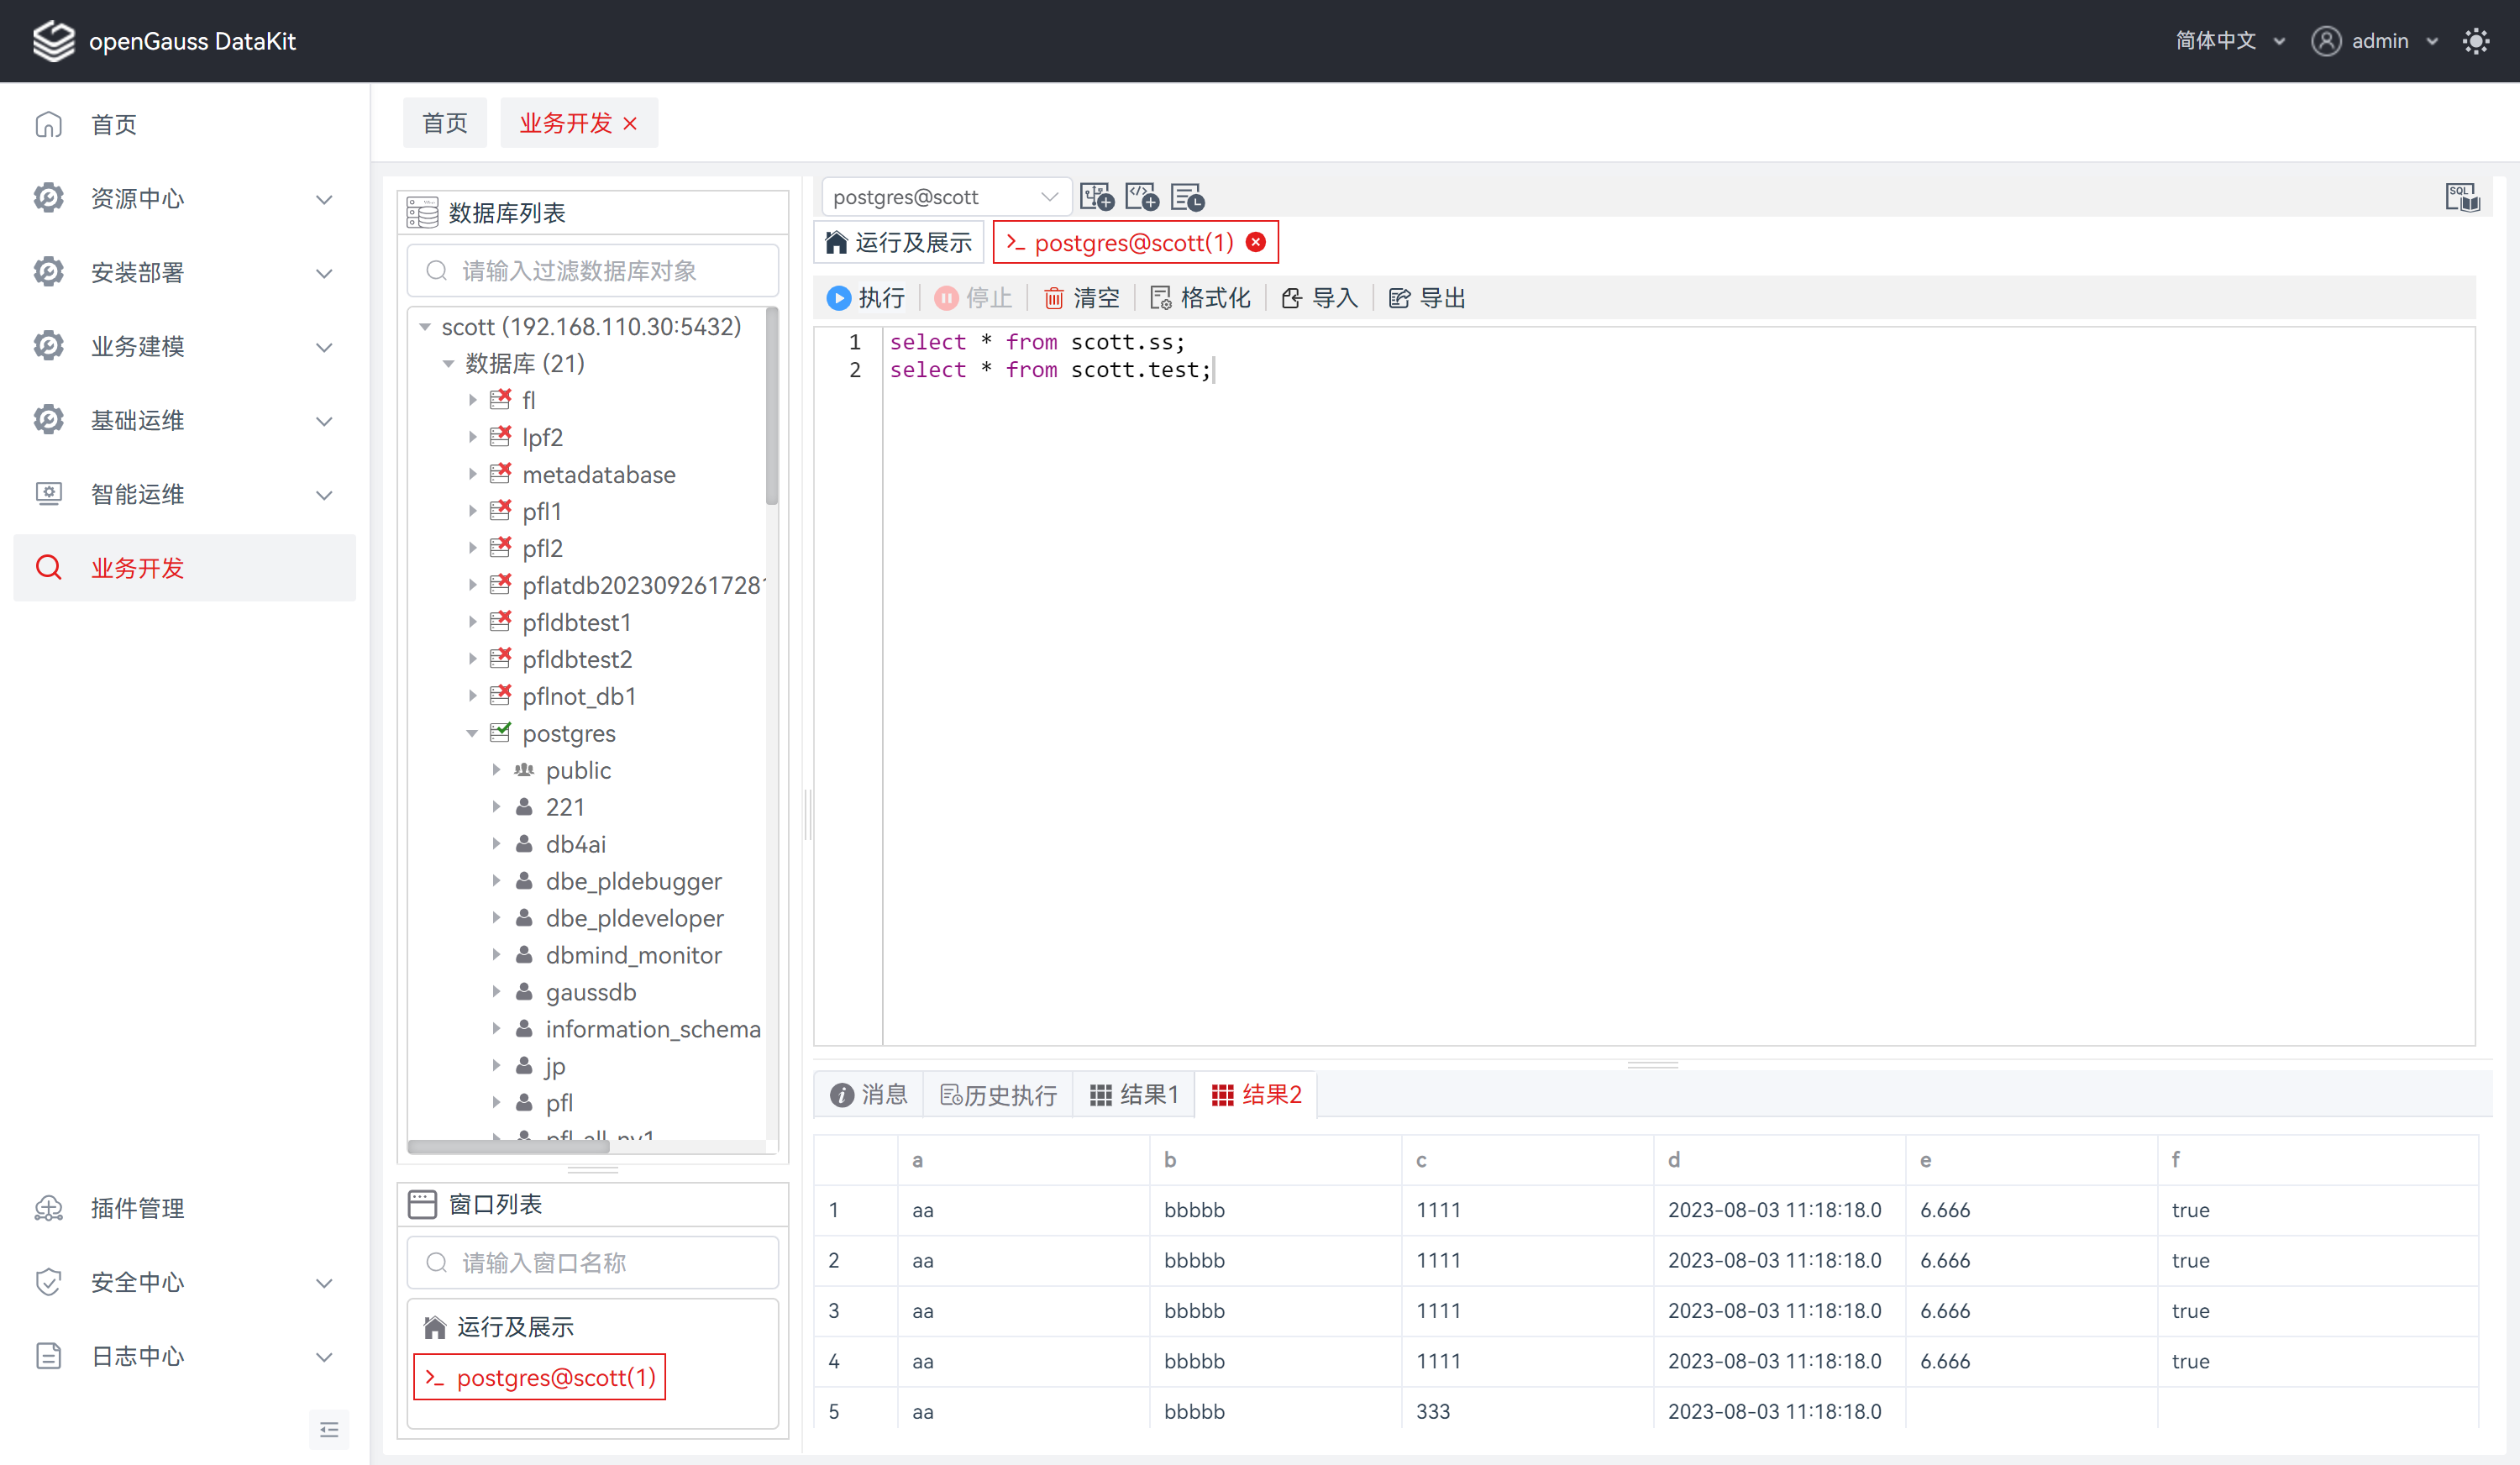 openGauss DataKit
简体中文
admin
首页
资源中心
安装部署
业务建模
基础运维
智能运维
业务开发
插件管理
安全中心
日志中心
首页
业务开发
数据库列表
请输入过滤数据库对象
scott (192.168.110.30:5432)
数据库 (21)
fl
lpf2
metadatabase
pfl1
pfl2
pflatdb2023092617281
pfldbtest1
pfldbtest2
pflnot_db1
postgres
public
221
db4ai
dbe_pldebugger
dbe_pldeveloper
dbmind_monitor
gaussdb
information_schema
jp
pfl
窗口列表
请输入窗口名称
运行及展示
postgres@scott(1)
postgres@scott
SQL
运行及展示
postgres@scott(1)
执行 停止 清空 格式化 导入 导出
1 select * from scott.ss;
2 select * from scott.test;
消息 历史执行 结果1 结果2
a b c d e f
1 aa bbbbb 1111 2023-08-03 11:18:18.0 6.666 true
2 aa bbbbb 1111 2023-08-03 11:18:18.0 6.666 true
3 aa bbbbb 1111 2023-08-03 11:18:18.0 6.666 true
4 aa bbbbb 1111 2023-08-03 11:18:18.0 6.666 true
5 aa bbbbb 333 2023-08-03 11:18:18.0